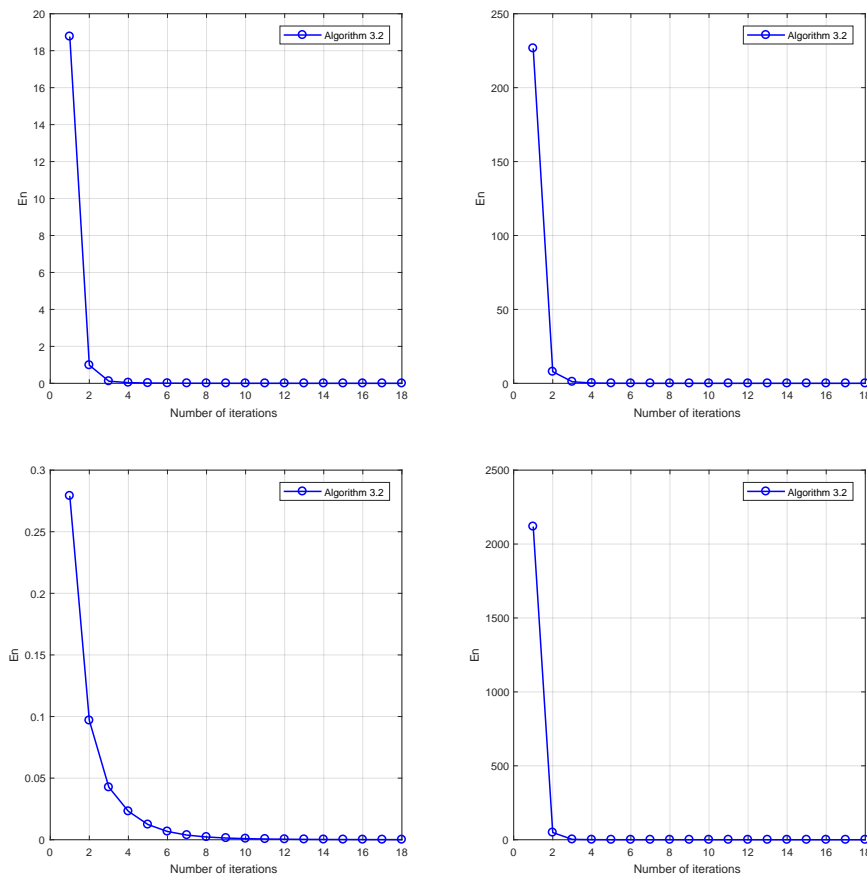 20
18
16
14
12
10
8
6
4
2
0
En
0 2 4 6 8 10 12 14 16 18
Number of iterations
Algorithm 3.2
250
200
150
100
50
0
En
0 2 4 6 8 10 12 14 16 18
Number of iterations
Algorithm 3.2
0.3
0.25
0.2
0.15
0.1
0.05
0
En
0 2 4 6 8 10 12 14 16 18
Number of iterations
Algorithm 3.2
2500
2000
1500
1000
500
0
En
0 2 4 6 8 10 12 14 16 18
Number of iterations
Algorithm 3.2